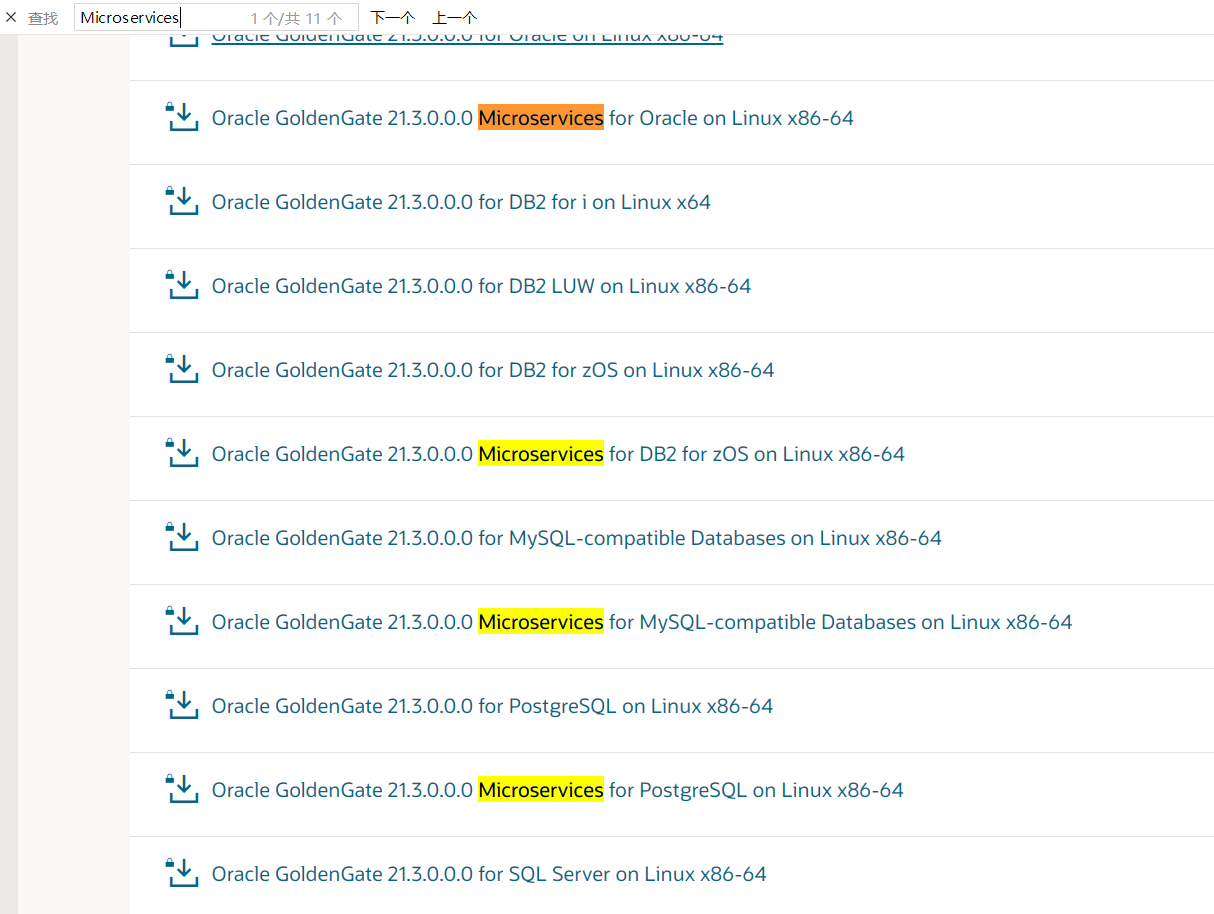 查找 Microservices 1 个/共 11 个 下一个 上一个
Oracle GoldenGate 21.3.0.0.0 for Oracle on Linux x86-64
Oracle GoldenGate 21.3.0.0.0 Microservices for Oracle on Linux x86-64
Oracle GoldenGate 21.3.0.0.0 for DB2 for i on Linux x64
Oracle GoldenGate 21.3.0.0.0 for DB2 LUW on Linux x86-64
Oracle GoldenGate 21.3.0.0.0 for DB2 for zOS on Linux x86-64
Oracle GoldenGate 21.3.0.0.0 Microservices for DB2 for zOS on Linux x86-64
Oracle GoldenGate 21.3.0.0.0 for MySQL-compatible Databases on Linux x86-64
Oracle GoldenGate 21.3.0.0.0 Microservices for MySQL-compatible Databases on Linux x86-64
Oracle GoldenGate 21.3.0.0.0 for PostgreSQL on Linux x86-64
Oracle GoldenGate 21.3.0.0.0 Microservices for PostgreSQL on Linux x86-64
Oracle GoldenGate 21.3.0.0.0 for SQL Server on Linux x86-64